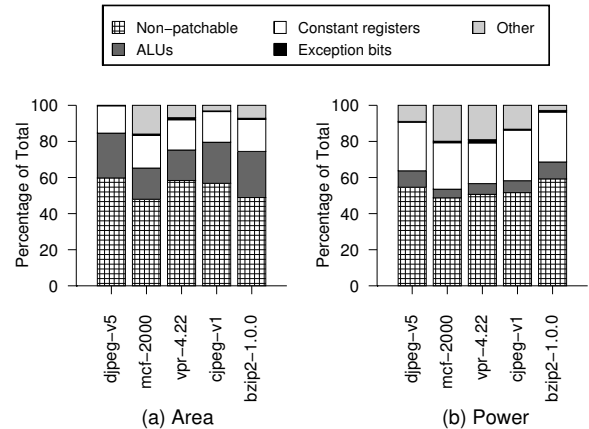 Non−patchable Constant registers Other
ALUs Exception bits
Percentage of Total
100
80
60
40
20
0
djpeg−v5
mcf−2000
vpr−4.22
cjpeg−v1
bzip2−1.0.0
(a) Area
Percentage of Total
100
80
60
40
20
0
djpeg−v5
mcf−2000
vpr−4.22
cjpeg−v1
bzip2−1.0.0
(b) Power